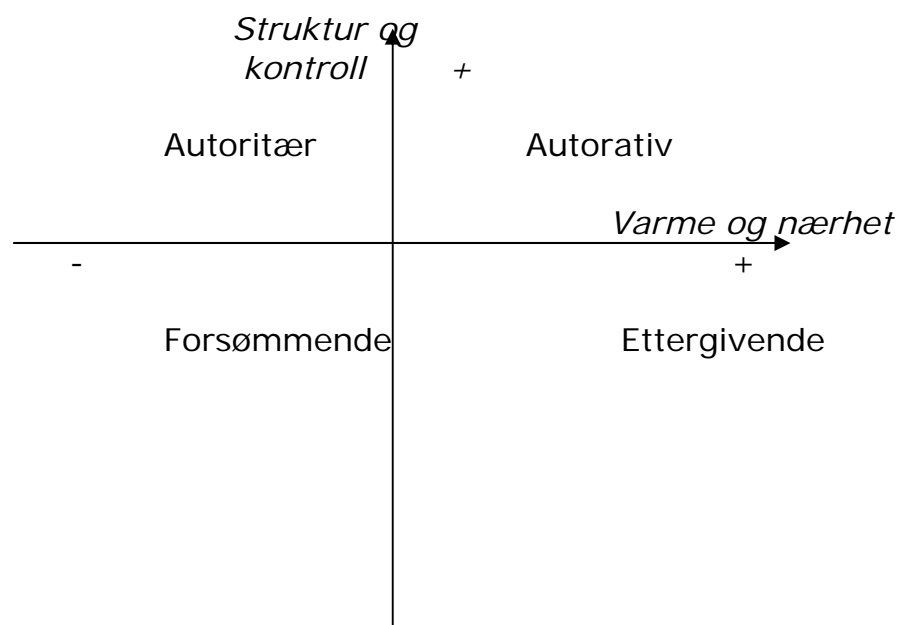 Struktur og
kontroll +
Autoritær Autorativ
Varme og nærhet
- +
Forsømmende Ettergivende